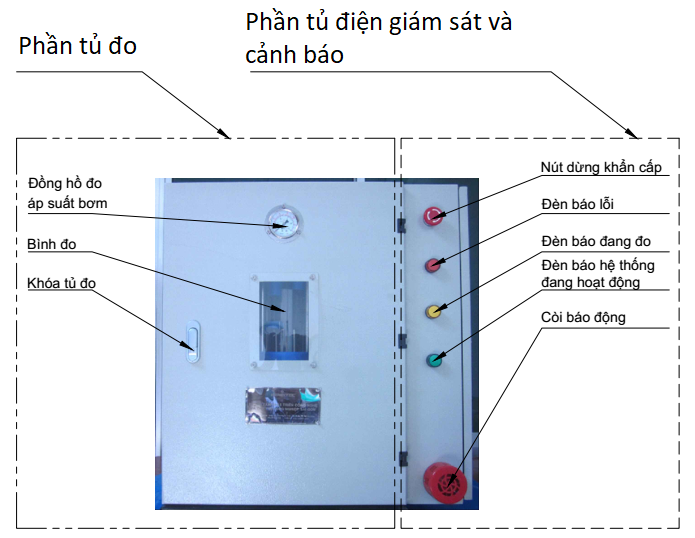 Phần tủ đo
Phần tủ điện giám sát và
cảnh báo
Đồng hồ đo
áp suất bơm
Bình đo
Khóa tủ đo
Nút dừng khẩn cấp
Đèn báo lỗi
Đèn báo đang đo
Đèn báo hệ thống
đang hoạt động
Còi báo động